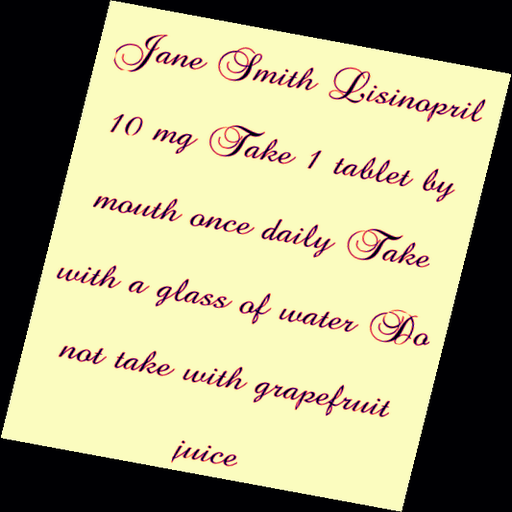 Jane Smith Lisinopril
10 mg Take 1 tablet by
mouth once daily Take
with a glass of water Do
not take with grapefruit
juice